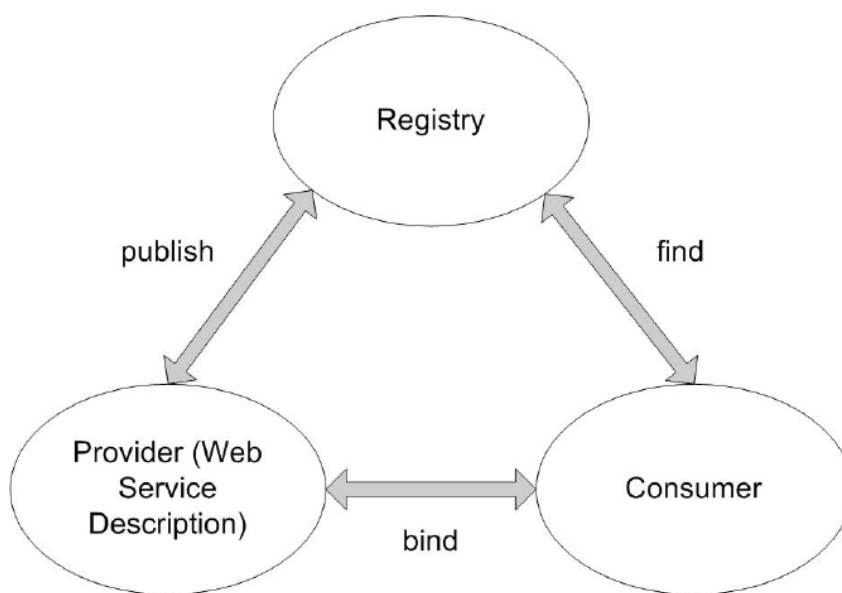 Registry
publish
find
Provider (Web
Service
Description)
Consumer
bind